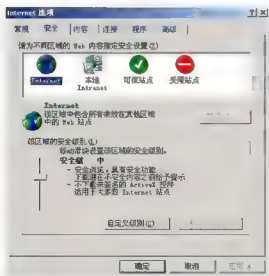 Internet 选项
常规 安全 内容 连接 程序 高级
请为不同区域的 Web 内容指定安全设置(Z)
Internet 本地 可信站点 受限站点
Intranet
Internet
该区域中包含所有未放在其他区域
中的 Web 站点
该区域的安全级别(L)
移动滑块设置该区域的安全级别。
安全级 中
- 安全浏览，具有安全功能
- 下载潜在不安全内容之前给予提示
- 不下载未签名的 ActiveX 控件
- 适用于大多数 Internet 站点
自定义级别(C)
确定 取消 应用 A